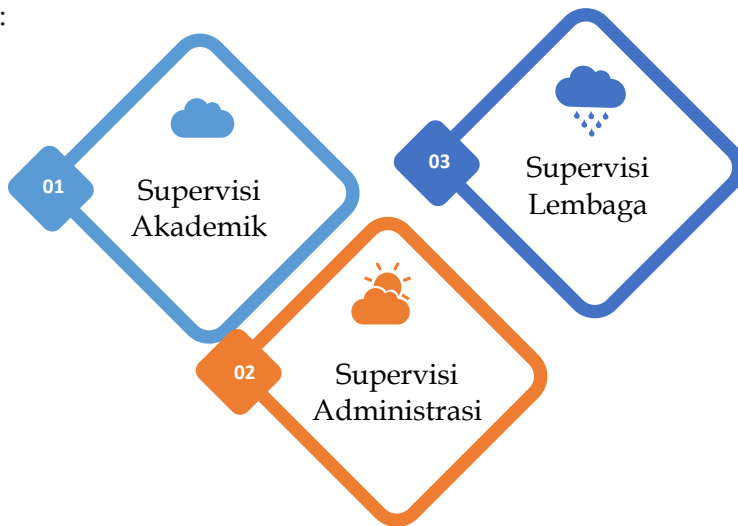 :
01
Supervisi
Akademik
02
Supervisi
Administrasi
03
Supervisi
Lembaga